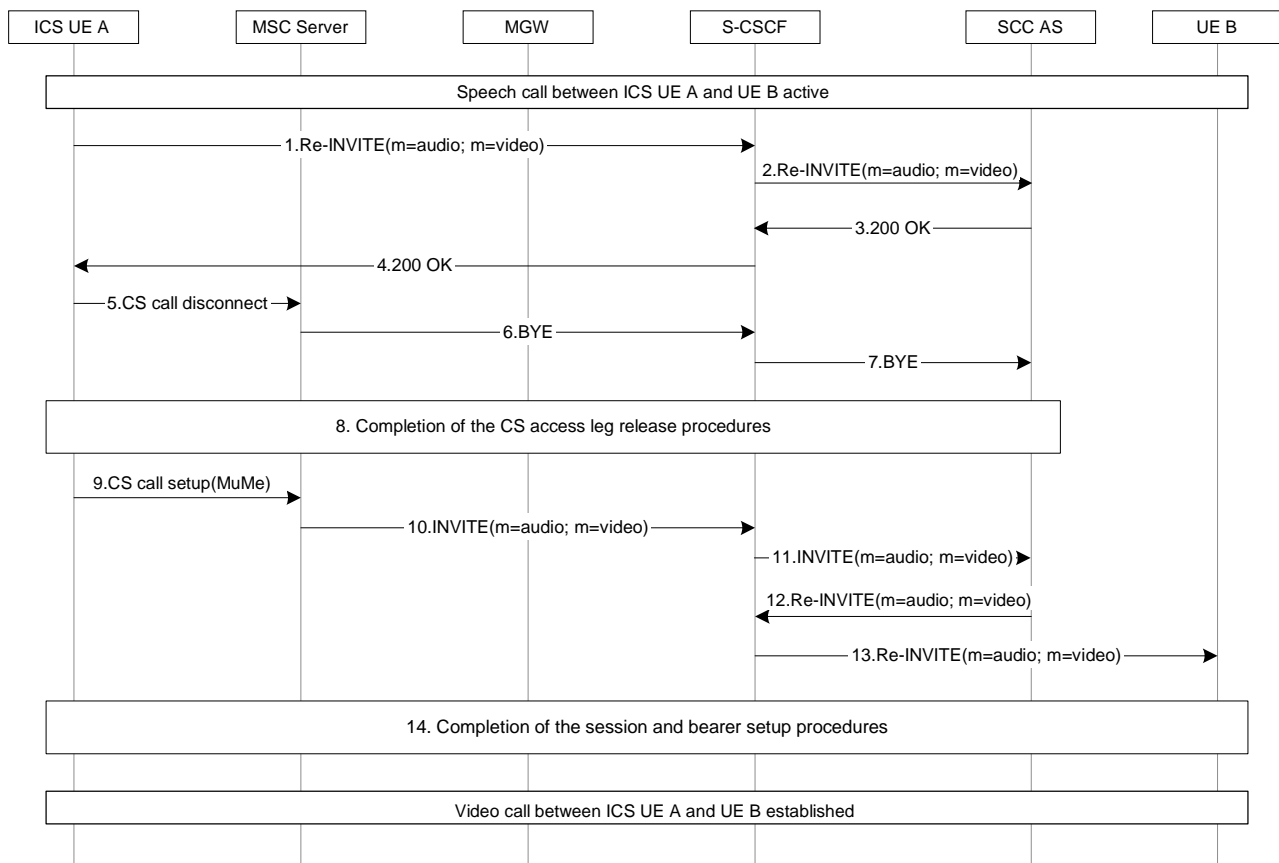 ICS UE A
MSC Server
MGW
S-CSCF
SCC AS
UE B
Speech call between ICS UE A and UE B active
1.Re-INVITE(m=audio; m=video)
2.Re-INVITE(m=audio; m=video)
3.200 OK
4.200 OK
5.CS call disconnect
6.BYE
7.BYE
8. Completion of the CS access leg release procedures
9.CS call setup(MuMe)
10.INVITE(m=audio; m=video)
11.INVITE(m=audio; m=video)
12.Re-INVITE(m=audio; m=video)
13.Re-INVITE(m=audio; m=video)
14. Completion of the session and bearer setup procedures
Video call between ICS UE A and UE B established